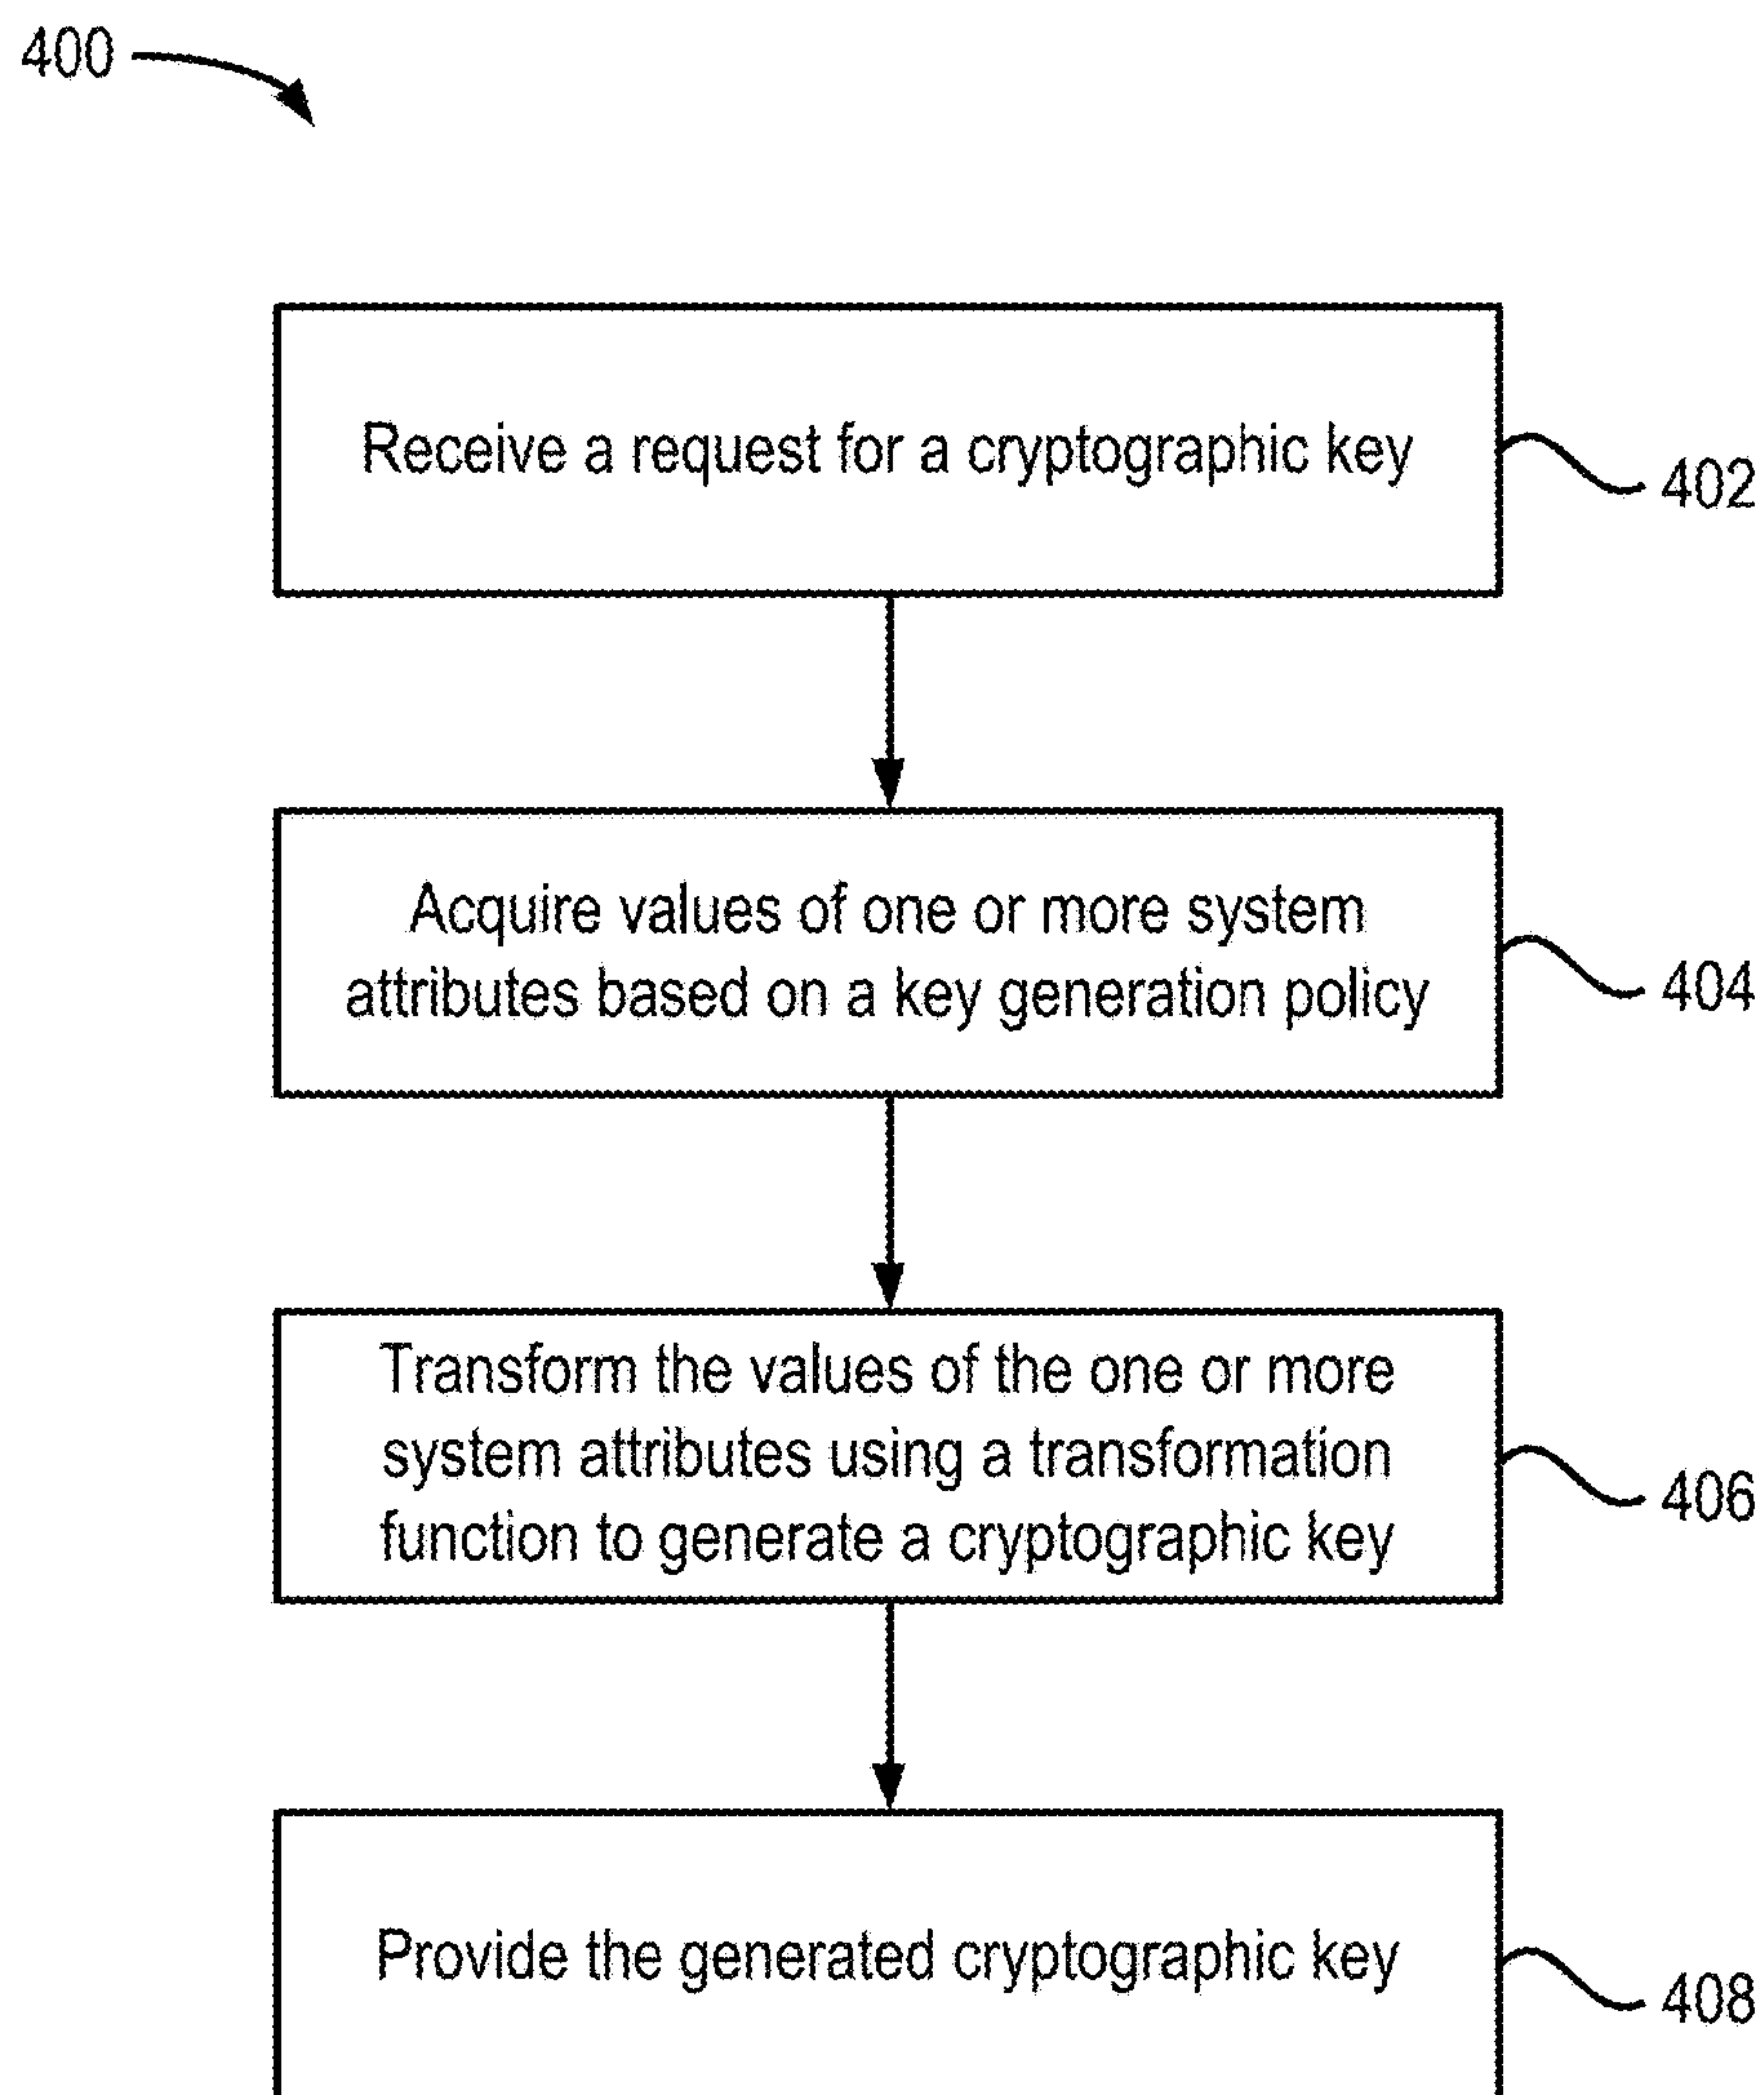 400
Receive a request for a cryptographic key
402
Acquire values of one or more system
attributes based on a key generation policy
404
Transform the values of the one or more
system attributes using a transformation
function to generate a cryptographic key
406
Provide the generated cryptographic key
408